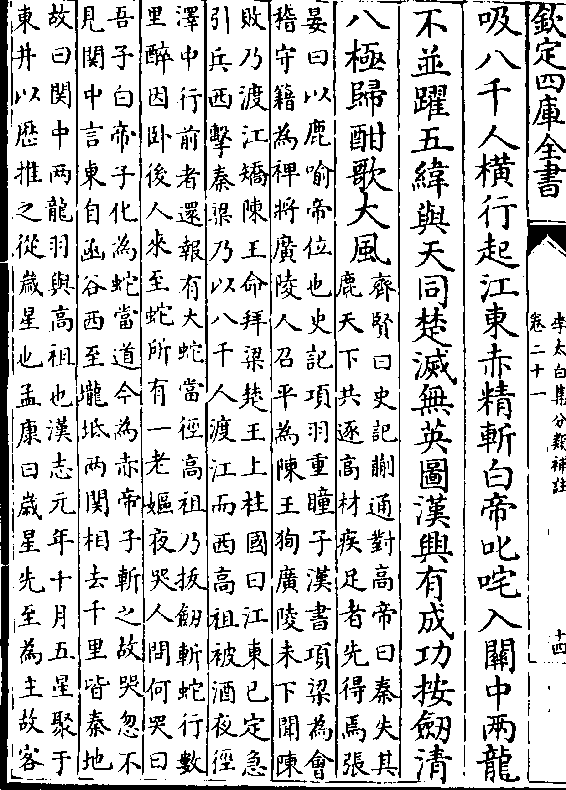 欽定四庫全書
李太白集分類補註
卷二十一
十四
吸八千人横行起江東赤精斬白帝叱咤入關中兩龍
不並躍五緯與天同楚滅無英圖漢興有成功按劒清
八極歸酣歌大風
齊賢曰史記蒯通對高帝曰秦失其
鹿天下共逐高材疾足者先得焉張
晏曰以鹿喻帝位也史記項羽重瞳子漢書項梁為會
稽守籍為禆將廣陵人召平為陳王狥廣陵未下聞陳
敗乃渡江矯陳王命拜梁楚王上柱國曰江東已定急
引兵西擊秦梁乃以八千人渡江而西高祖被酒夜徑
澤中行前者還報有大蛇當徑高祖乃拔劒斬蛇行數
里醉因卧後人來至蛇所有一老嫗夜哭人問何哭曰
吾子白帝子化為蛇當道今為赤帝子斬之故哭忽不
見関中言東自函谷西至隴坻兩関相去千里皆秦地
故曰関中兩龍羽與高祖也漢志元年十月五星聚于
東井以歴推之從歳星也孟康曰歳星先至為主故客